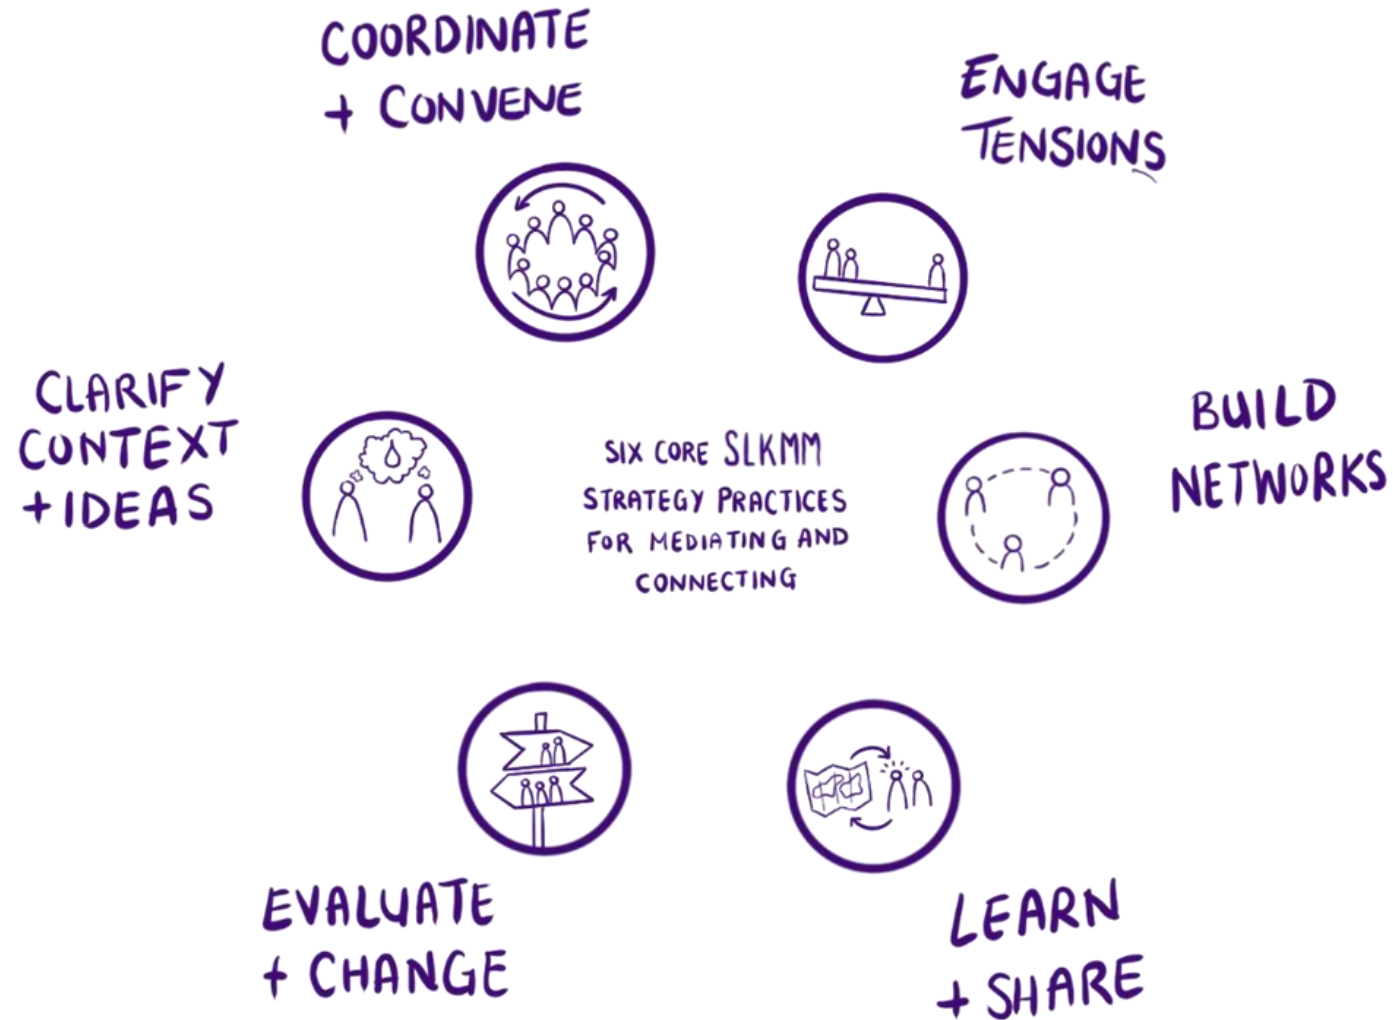 COORDINATE
+ CONVENE
ENGAGE
TENSIONS
CLARIFY
CONTEXT
+ IDEAS
SIX CORE SLKMM
STRATEGY PRACTICES
FOR MEDIATING AND
CONNECTING
BUILD
NETWORKS
EVALUATE
+ CHANGE
LEARN
+ SHARE